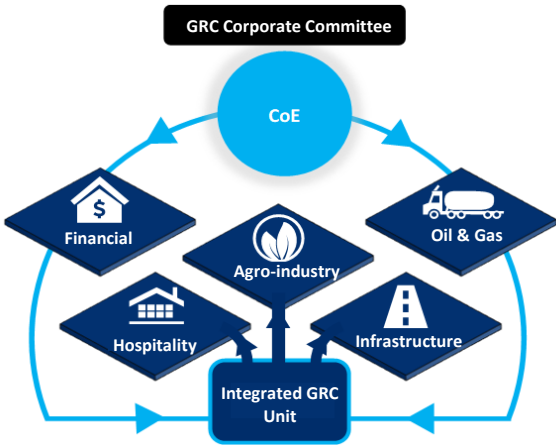 GRC Corporate Committee
CoE
$
Financial
Oil & Gas
Agro-industry
Hospitality
Infrastructure
Integrated GRC
Unit